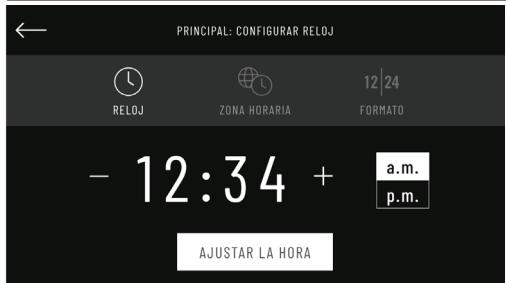 PRINCIPAL: CONFIGURAR RELOJ
12|24
RELOJ ZONA HORARIA FORMATO
− 12:34 + a.m.
p.m.
AJUSTAR LA HORA